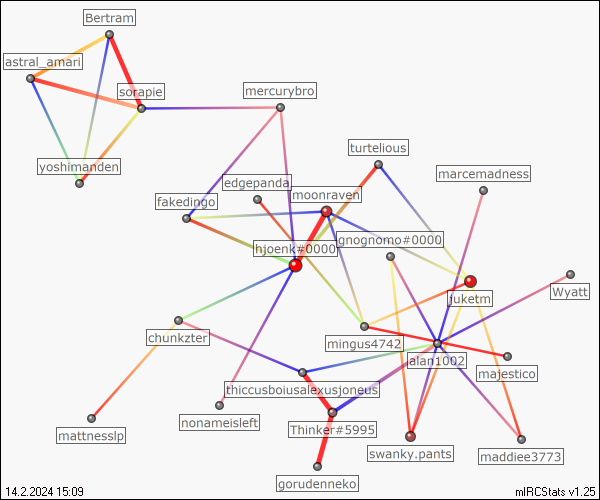 Bertram
astral_amari
sorapie
mercurybro
turtelious
yoshimanden
marcemadness
edgepanda
moonraven
fakedingo
gnognomo#0000
hjoenk#0000
Wyatt
juketm
chunkzter
mingus4742
alan1002
majestico
thiccusboiusalexusjoneus
nonameisleft
Thinker#5995
mattnesslp
swanky.pants
maddiee3773
gorudenneko
14.2.2024 15:09
mIRCStats v1.25